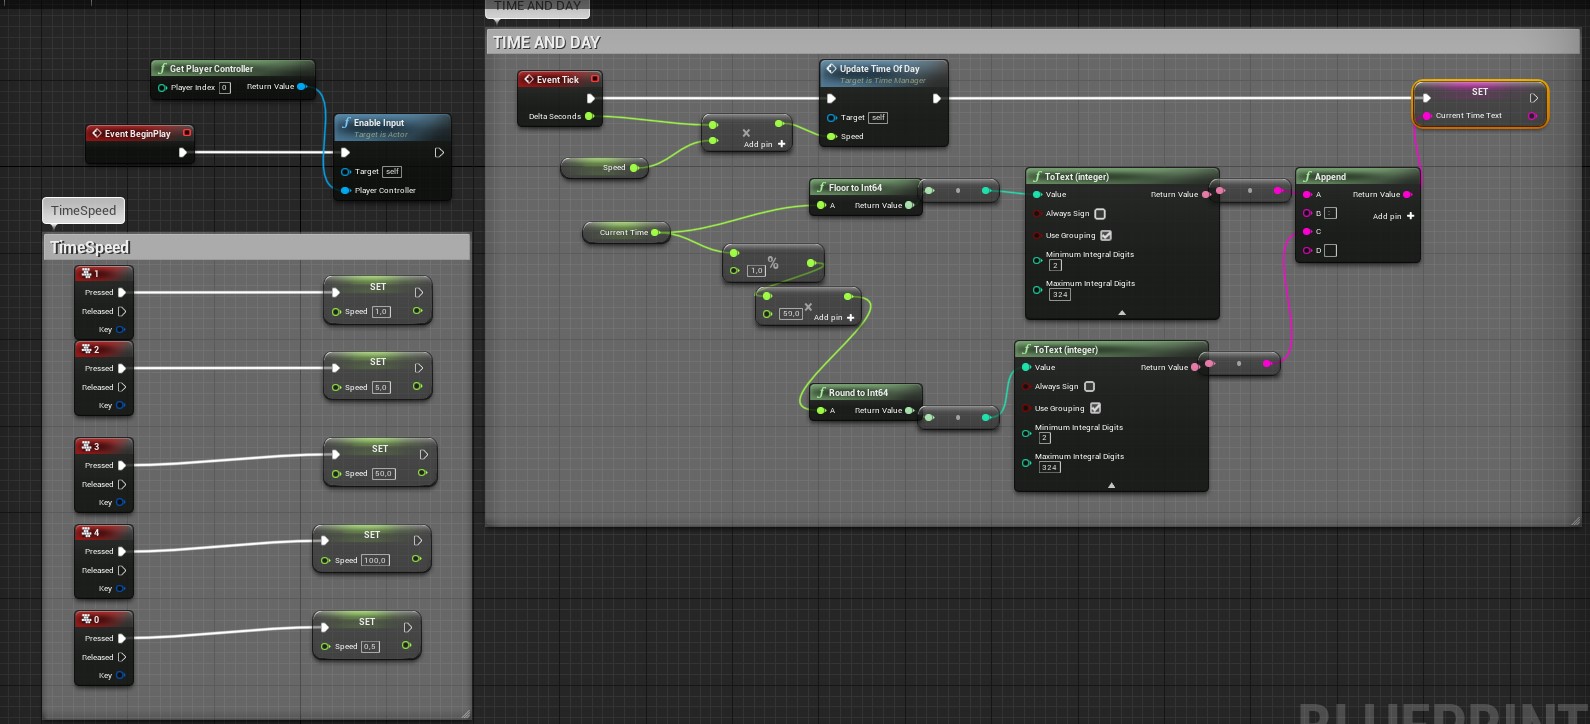 TIME AND DAY
TIME AND DAY
Get Player Controller
Player Index 0 Return Value
Event BeginPlay
Enable Input
Target is Actor
Target self
Player Controller
Event Tick
Delta Seconds
Update Time Of Day
Target is Time Manager
Target self
Speed
SET
Current Time Text
×
Add pin +
Speed
Floor to Int64
A Return Value
ToText (integer)
Value Return Value
Always Sign
Use Grouping
Minimum Integral Digits
2
Maximum Integral Digits
324
Append
A Return Value
B :
Add pin +
C
D
Current Time
1,0 %
59,0 ×
Add pin +
Round to Int64
A Return Value
ToText (integer)
Value Return Value
Always Sign
Use Grouping
Minimum Integral Digits
2
Maximum Integral Digits
324
TimeSpeed
TimeSpeed
1
Pressed
Released
Key
SET
Speed 1,0
2
Pressed
Released
Key
SET
Speed 5,0
3
Pressed
Released
Key
SET
Speed 50,0
4
Pressed
Released
Key
SET
Speed 100,0
0
Pressed
Released
Key
SET
Speed 0,5
BLUEPRINT